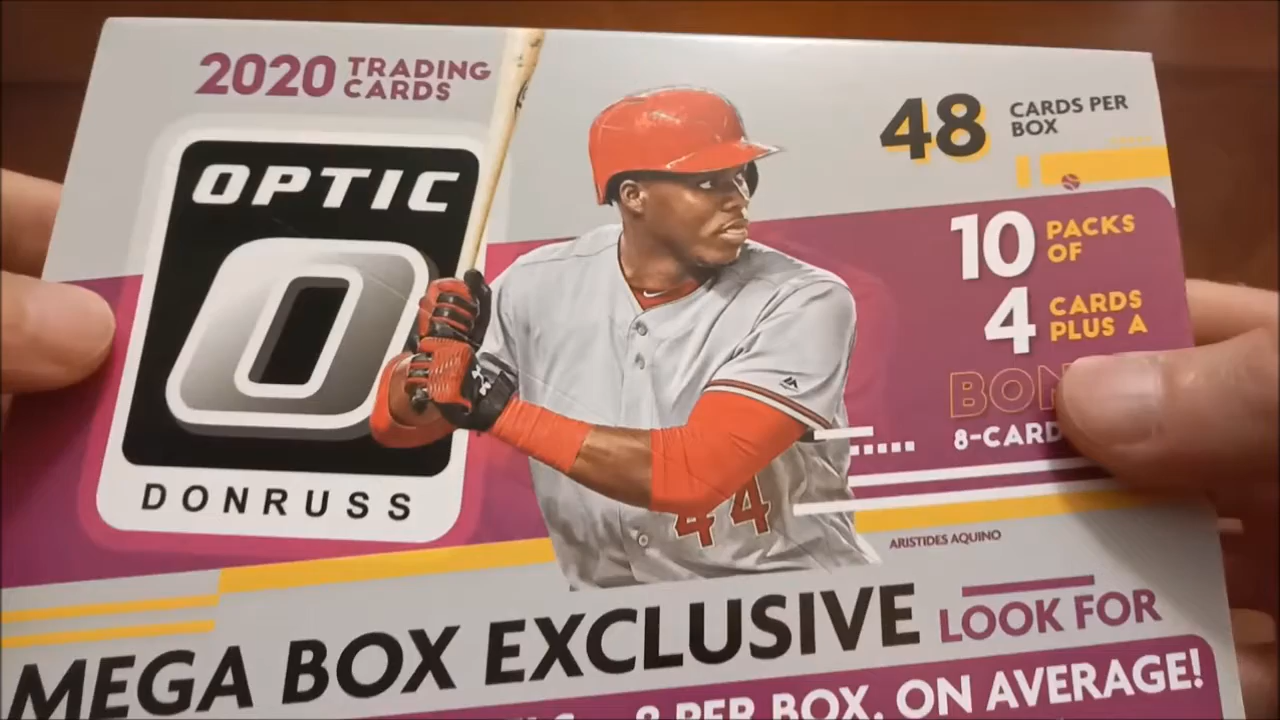 2020 TRADING
CARDS
OPTIC
DONRUSS
48 CARDS PER
BOX
10 PACKS
OF
4 CARDS
PLUS A
8-CARD
44
ARISTIDES AQUINO
MEGA BOX EXCLUSIVE LOOK FOR
8 PER BOX, ON AVERAGE!